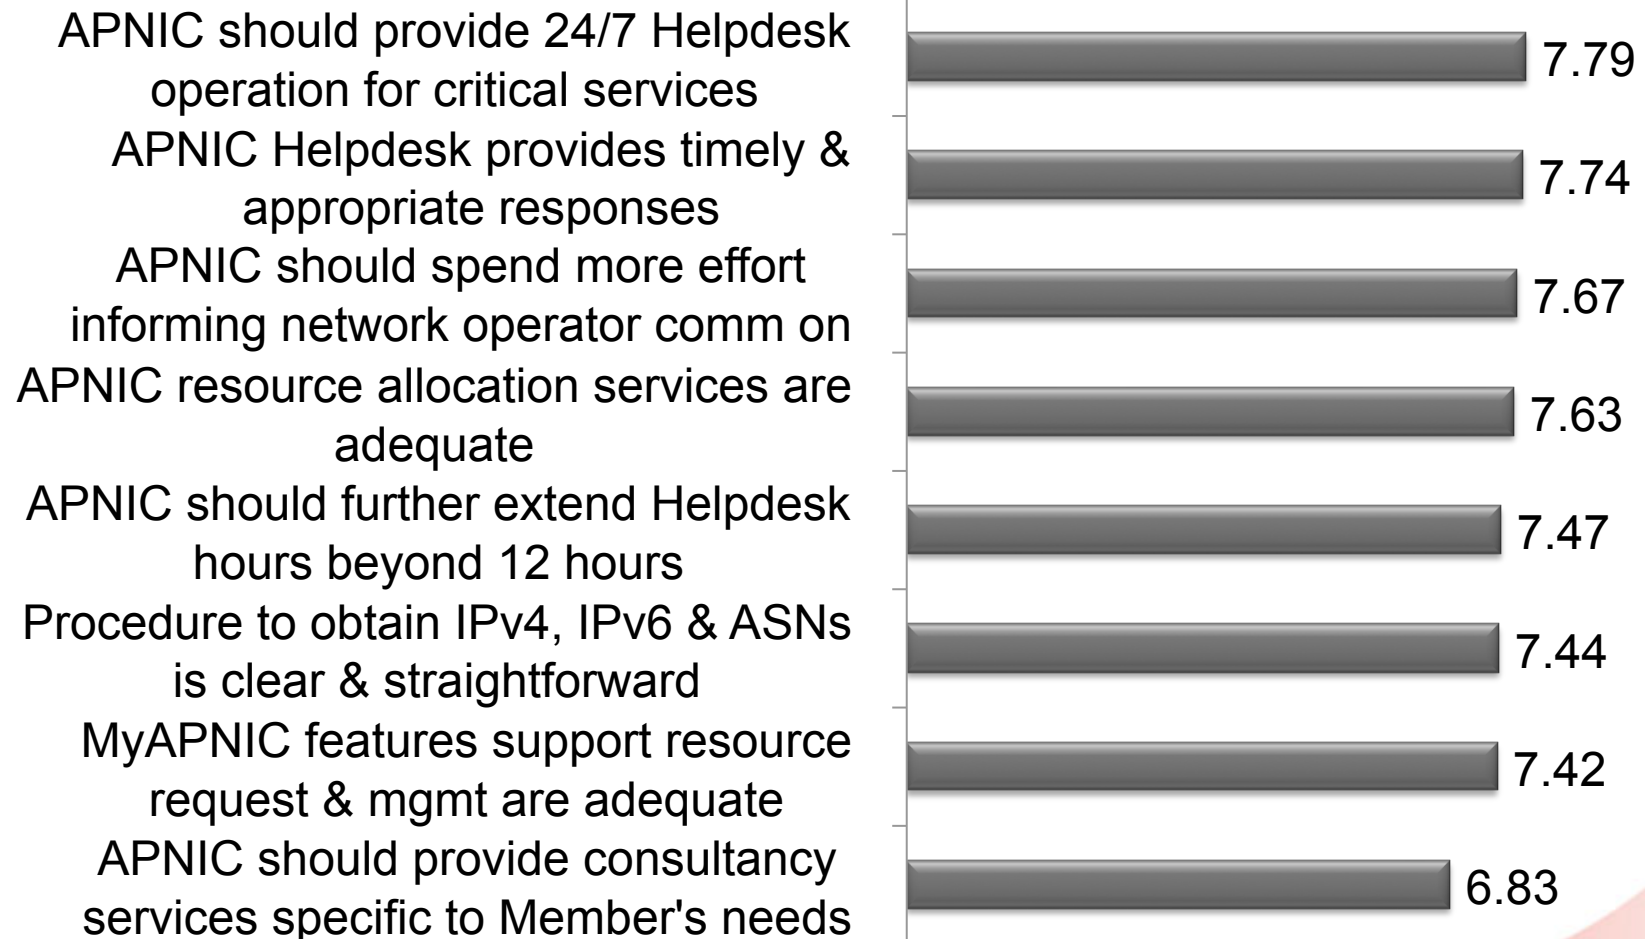 APNIC should provide 24/7 Helpdesk
operation for critical services
7.79
APNIC Helpdesk provides timely &
appropriate responses
7.74
APNIC should spend more effort
informing network operator comm on
7.67
APNIC resource allocation services are
adequate
7.63
APNIC should further extend Helpdesk
hours beyond 12 hours
7.47
Procedure to obtain IPv4, IPv6 & ASNs
is clear & straightforward
7.44
MyAPNIC features support resource
request & mgmt are adequate
7.42
APNIC should provide consultancy
services specific to Member's needs
6.83